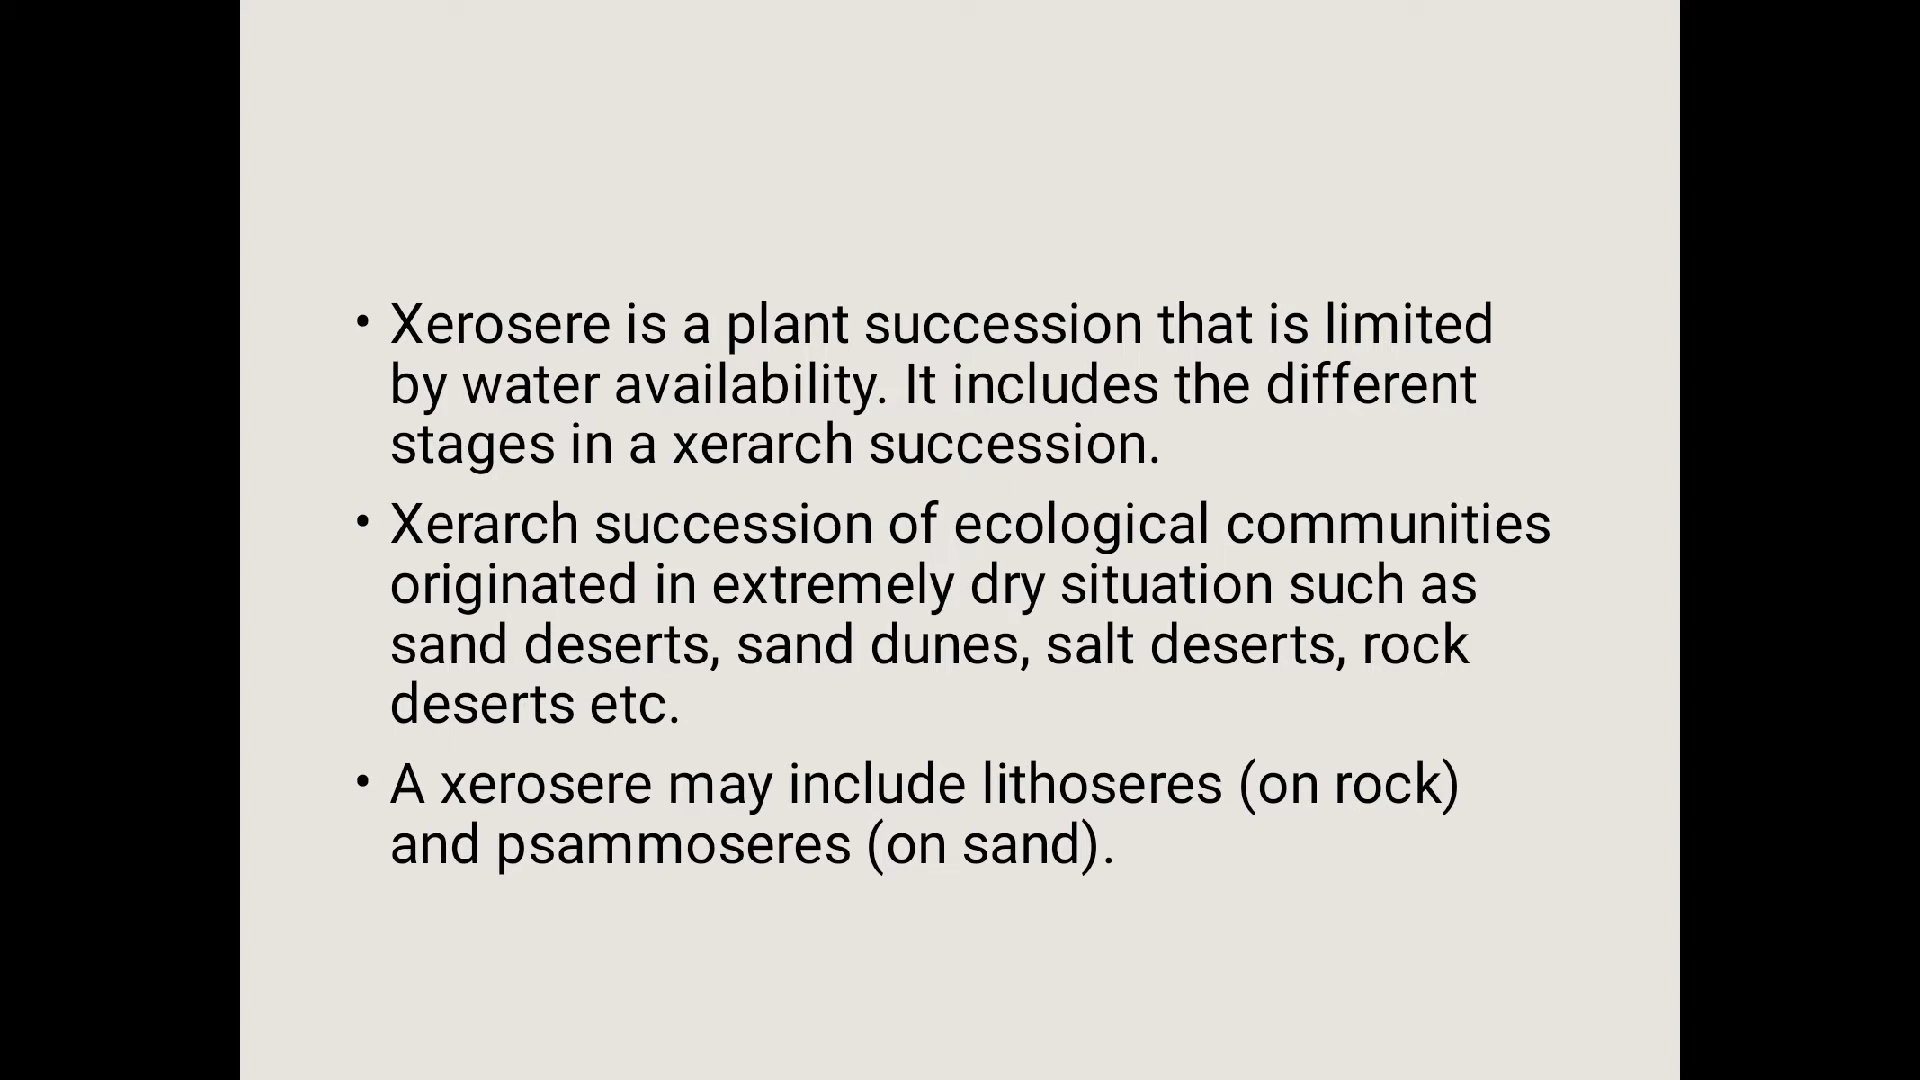 • Xerosere is a plant succession that is limited
by water availability. It includes the different
stages in a xerarch succession.
• Xerarch succession of ecological communities
originated in extremely dry situation such as
sand deserts, sand dunes, salt deserts, rock
deserts etc.
• A xerosere may include lithoseres (on rock)
and psammoseres (on sand).